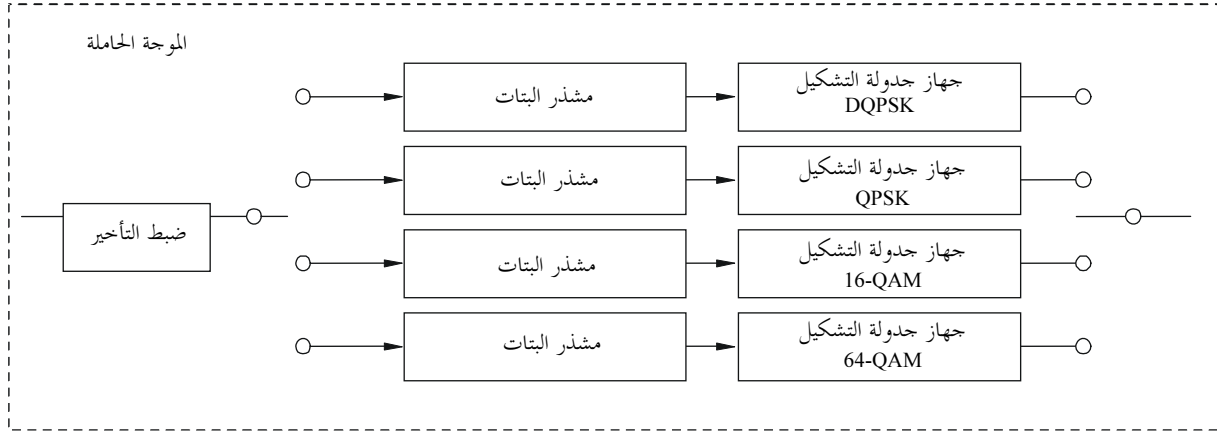 الموجة الحاملة
مشذر البتات
جهاز جدولة التشكيل
DQPSK
مشذر البتات
جهاز جدولة التشكيل
QPSK
ضبط التأخير
مشذر البتات
جهاز جدولة التشكيل
16-QAM
مشذر البتات
جهاز جدولة التشكيل
64-QAM